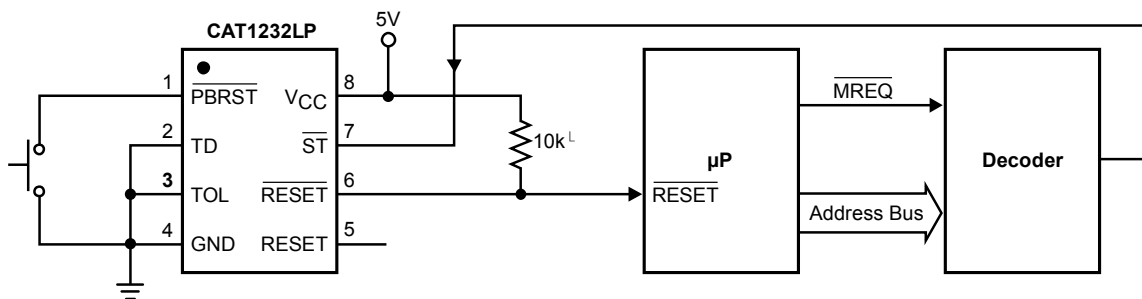 CAT1232LP
5V
1
PBRST
VCC
8
2
TD
ST
7
10k
3
TOL
RESET
6
4
GND
RESET
5
µP
RESET
MREQ
Address Bus
Decoder